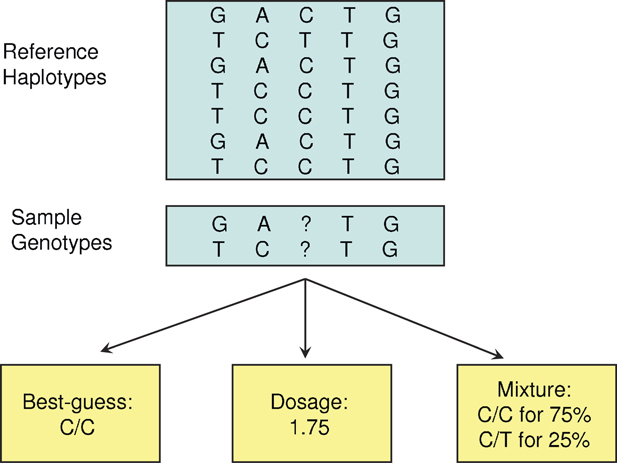 Reference
Haplotypes
G A C T G
T C T T G
G A C T G
T C C T G
T C C T G
G A C T G
T C C T G
Sample
Genotypes
G A ? T G
T C ? T G
Best-guess:
C/C
Dosage:
1.75
Mixture:
C/C for 75%
C/T for 25%